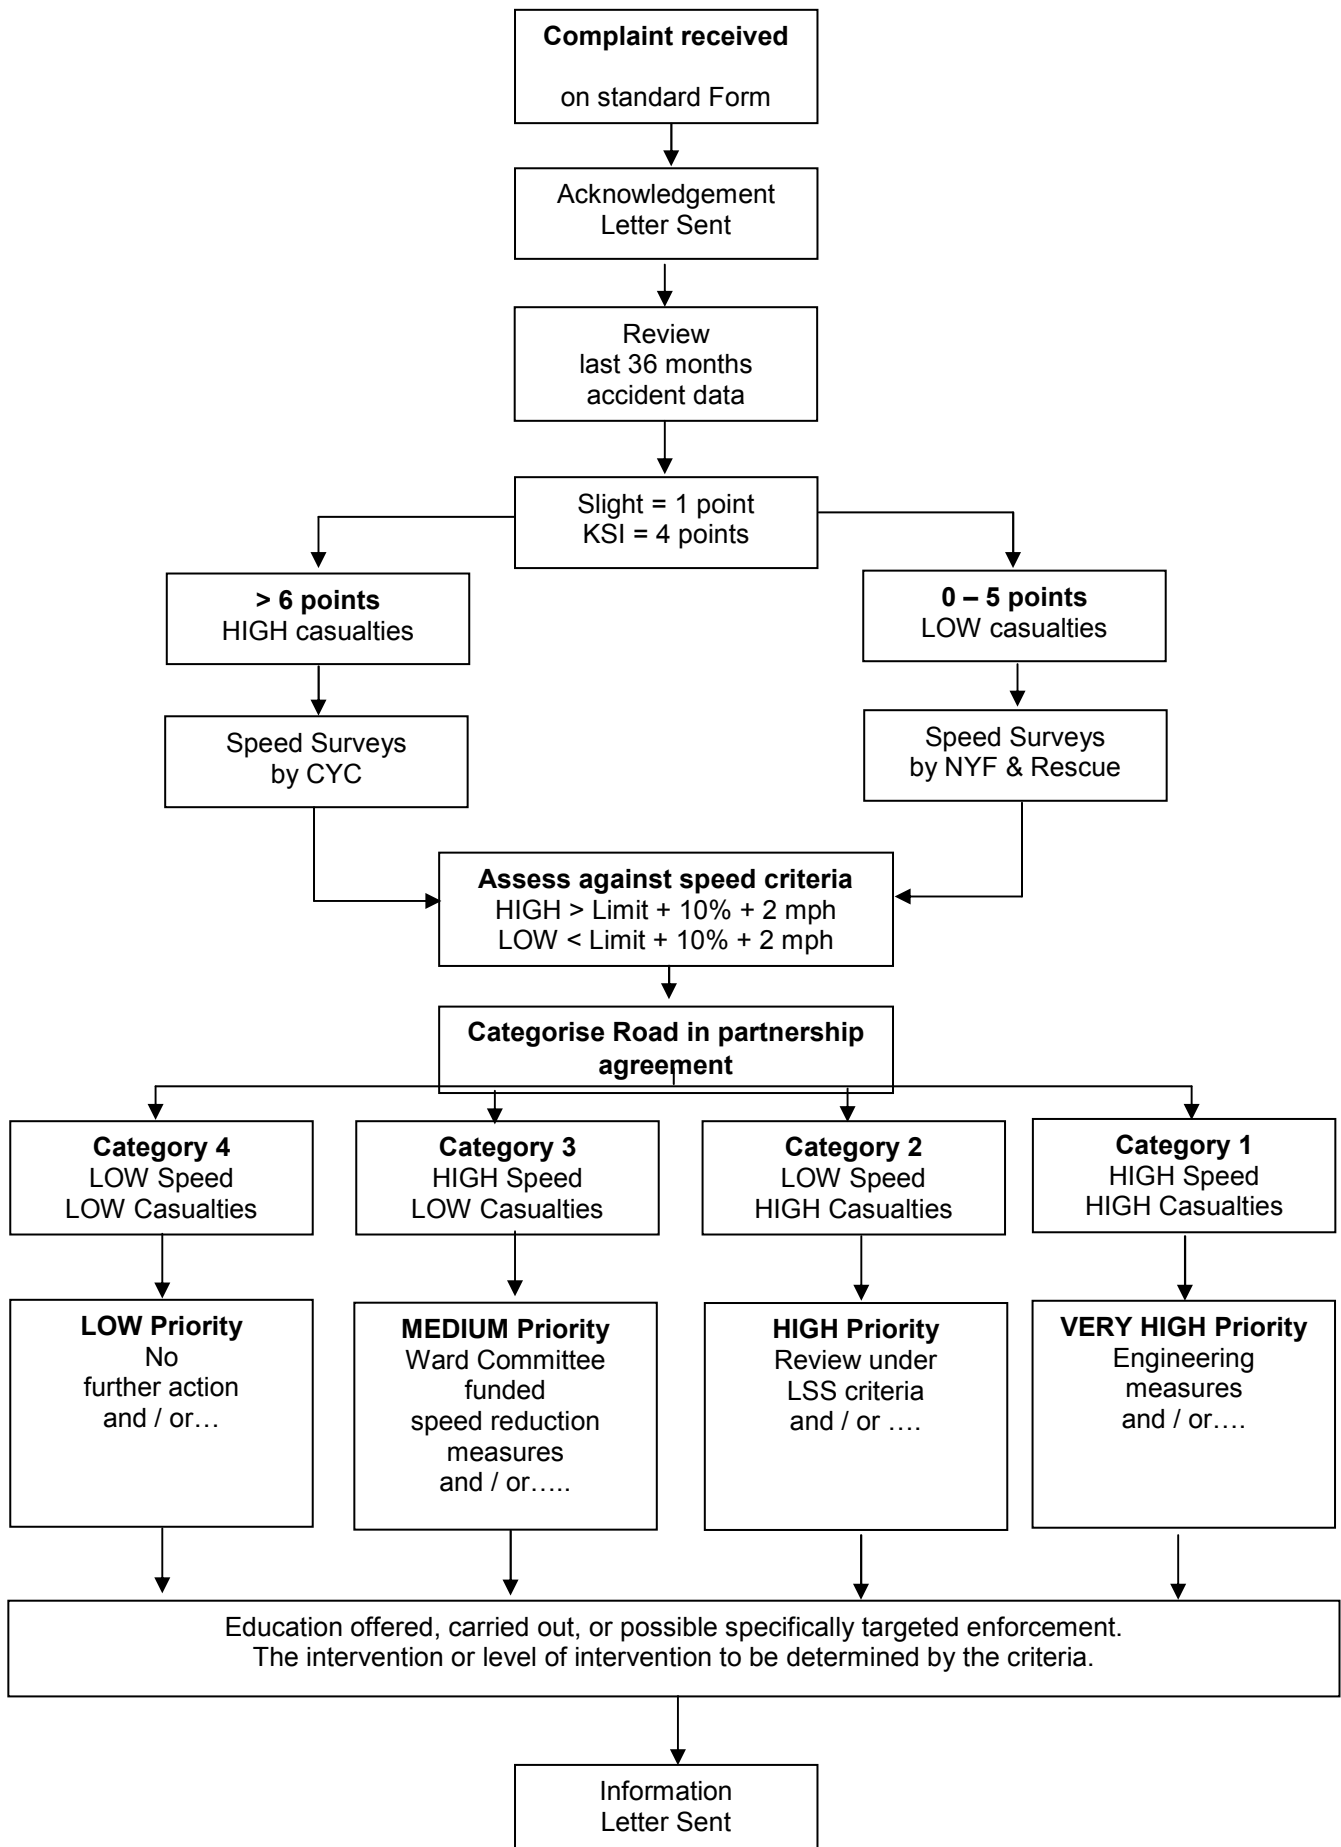 Complaint received
on standard Form
Acknowledgement
Letter Sent
Review
last 36 months
accident data
Slight = 1 point
KSI = 4 points
> 6 points
HIGH casualties
0 – 5 points
LOW casualties
Speed Surveys
by CYC
Speed Surveys
by NYF & Rescue
Assess against speed criteria
HIGH > Limit + 10% + 2 mph
LOW < Limit + 10% + 2 mph
Categorise Road in partnership
agreement
Category 4
LOW Speed
LOW Casualties
Category 3
HIGH Speed
LOW Casualties
Category 2
LOW Speed
HIGH Casualties
Category 1
HIGH Speed
HIGH Casualties
LOW Priority
No
further action
and / or…
MEDIUM Priority
Ward Committee
funded
speed reduction
measures
and / or…..
HIGH Priority
Review under
LSS criteria
and / or ….
VERY HIGH Priority
Engineering
measures
and / or….
Education offered, carried out, or possible specifically targeted enforcement.
The intervention or level of intervention to be determined by the criteria.
Information
Letter Sent